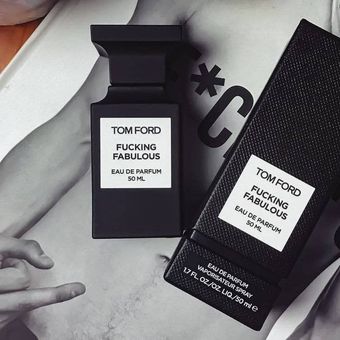 TOM FORD
FUCKING
FABULOUS
EAU DE PARFUM
50 ML
*C
TOM FORD
FUCKING
FABULOUS
EAU DE PARFUM
50 ML
EAU DE PARFUM
VAPORISATEUR SPRAY
1.7 FL.OZ./OZ.LIQ./50 ml e